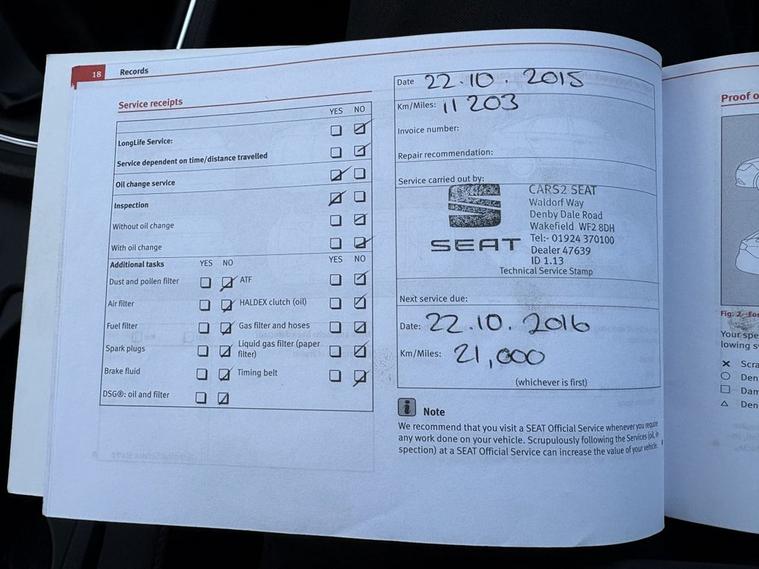 18 Records
Service receipts
YES NO
LongLife Service:
Service dependent on time/distance travelled
Oil change service
Inspection
Without oil change
With oil change
Additional tasks YES NO YES NO
Dust and pollen filter ATF
Air filter HALDEX clutch (oil)
Fuel filter Gas filter and hoses
Spark plugs Liquid gas filter (paper
filter)
Brake fluid Timing belt
DSG®: oil and filter
Date 22.10.2015
Km/Miles: 11 203
Invoice number:
Repair recommendation:
Service carried out by:
SEAT
CARS2 SEAT
Waldorf Way
Denby Dale Road
Wakefield WF2 8DH
Tel:- 01924 370100
Dealer 47639
ID 1.13
Technical Service Stamp
Next service due:
Date: 22.10.2016
Km/Miles: 21,000
(whichever is first)
i Note
We recommend that you visit a SEAT Official Service whenever you require
any work done on your vehicle. Scrupulously following the Services (oil, in
spection) at a SEAT Official Service can increase the value of your vehicle.
Proof o
Fig. 2
Your spe
lowing s
Scra
Den
Dam
Den